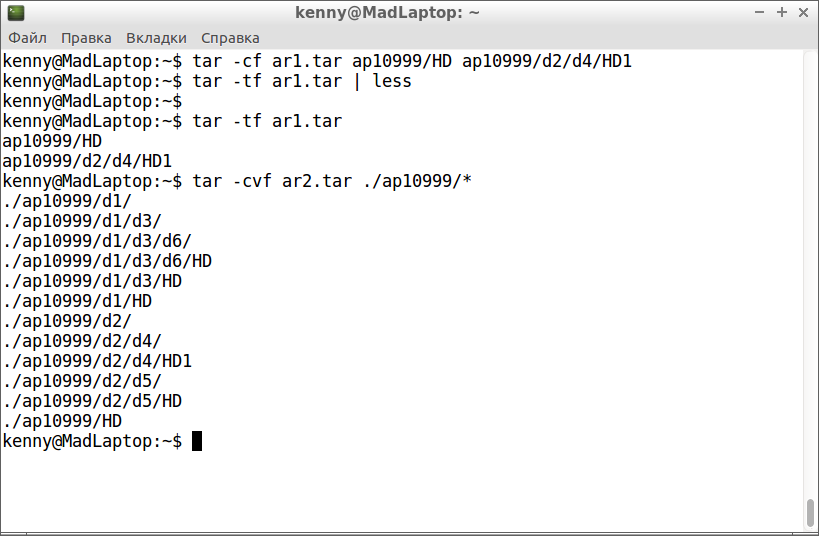 kenny@MadLaptop: ~
Файл Правка Вкладки Справка
kenny@MadLaptop:~$ tar -cf ar1.tar ap10999/HD ap10999/d2/d4/HD1
kenny@MadLaptop:~$ tar -tf ar1.tar | less
kenny@MadLaptop:~$
kenny@MadLaptop:~$ tar -tf ar1.tar
ap10999/HD
ap10999/d2/d4/HD1
kenny@MadLaptop:~$ tar -cvf ar2.tar ./ap10999/*
./ap10999/d1/
./ap10999/d1/d3/
./ap10999/d1/d3/d6/
./ap10999/d1/d3/d6/HD
./ap10999/d1/d3/HD
./ap10999/d1/HD
./ap10999/d2/
./ap10999/d2/d4/
./ap10999/d2/d4/HD1
./ap10999/d2/d5/
./ap10999/d2/d5/HD
./ap10999/HD
kenny@MadLaptop:~$